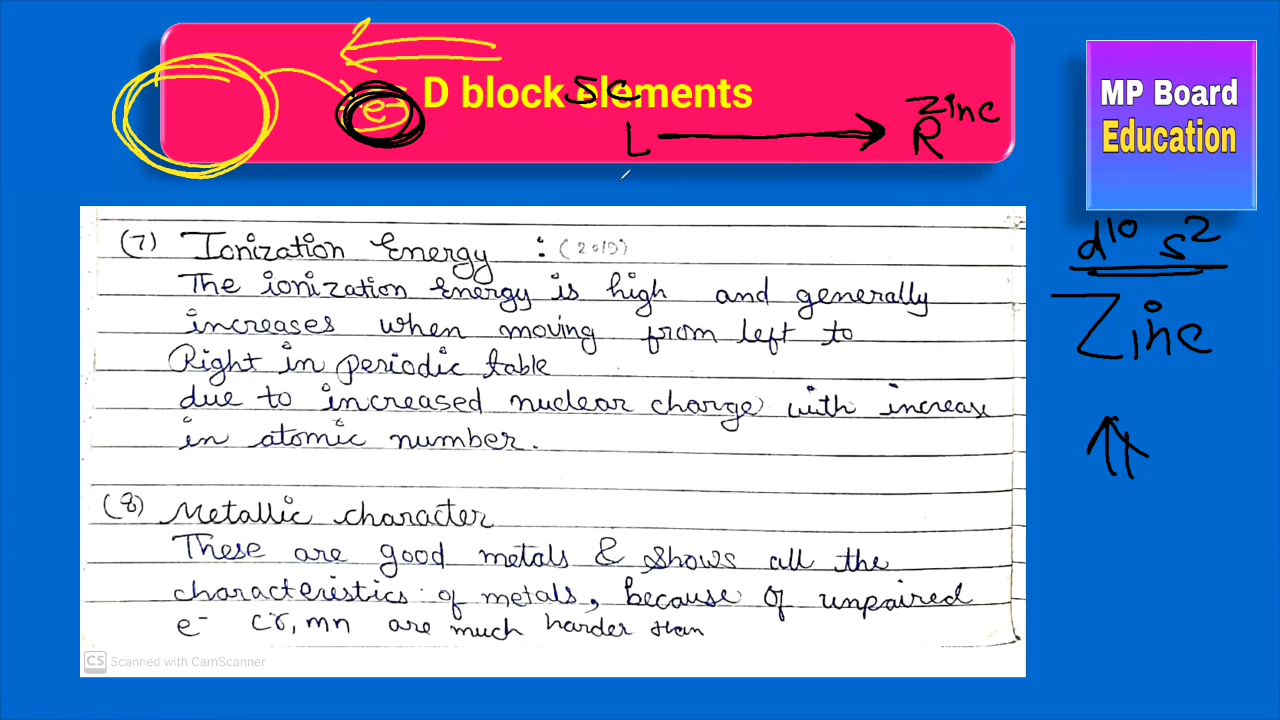 D block elements
e-
Sc
L
R
Zinc
MP Board
Education
d10 s2
Zinc
(7) Ionization Energy : (2019)
The ionization Energy is high and generally
increases when moving from left to
Right in periodic table
due to increased nuclear charge with increase
in atomic number.
(8) Metallic character
These are good metals & shows all the
characteristics of metals, because of unpaired
e- Cr, mn are much harder than
CS Scanned with CamScanner